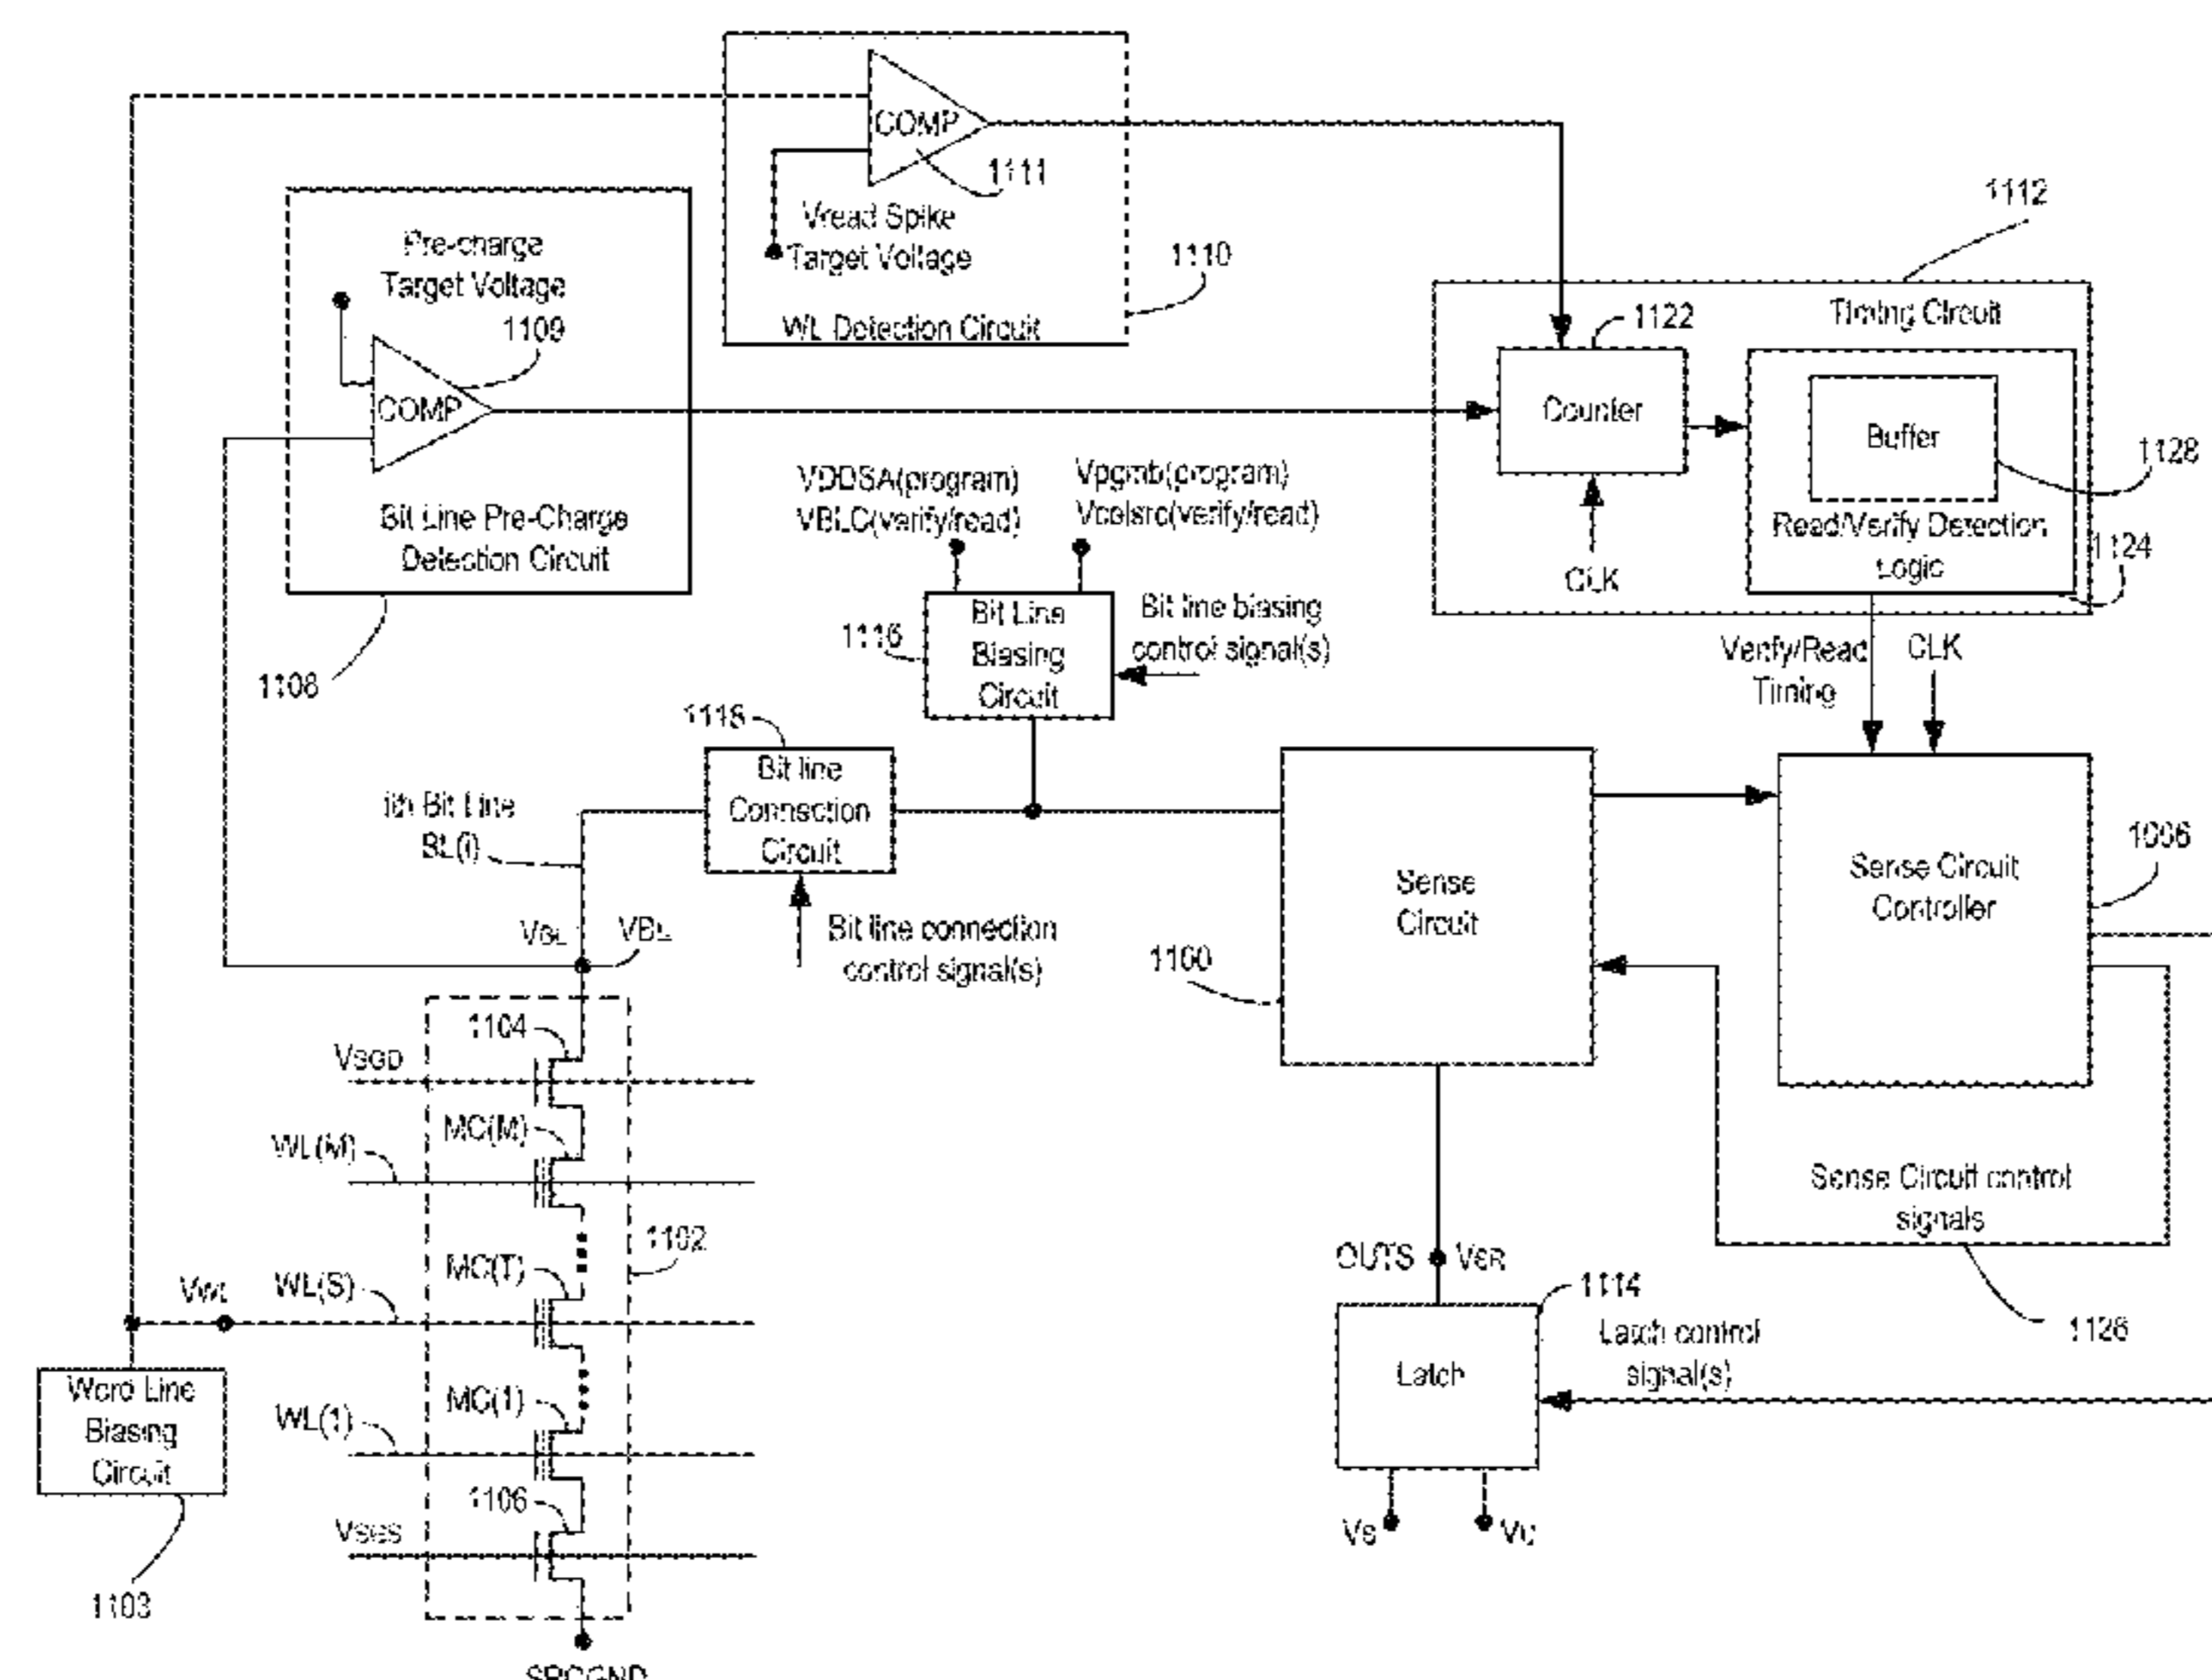 COMP
1111
Vread Spike
Target Voltage
WL Detection Circuit
1110
Pre-charge
Target Voltage
1109
COMP
Bit Line Pre-Charge
Detection Circuit
1108
1112
Timing Circuit
1122
Counter
CLK
Buffer
1128
Read/Verify Detection
Logic
1124
VDDSA(program)
VBLC(verify/read)
Vpgmb(program)
Vcelsrc(verify/read)
1116
Bit Line
Biasing
Circuit
Bit line biasing
control signal(s)
Verify/Read
Timing
CLK
1118
Bit line
Connection
Circuit
ith Bit Line
BL(i)
VBL
VBL
Bit line connection
control signal(s)
Sense
Circuit
1100
Sense Circuit
Controller
1006
1104
VSGD
MC(M)
WL(M)
1102
MC(T)
VWL
WL(S)
MC(1)
WL(1)
1106
VSGS
SRCGND
Word Line
Biasing
Circuit
1103
Sense Circuit control
signals
1126
OUTS
VSR
1114
Latch
Latch control
signal(s)
VS